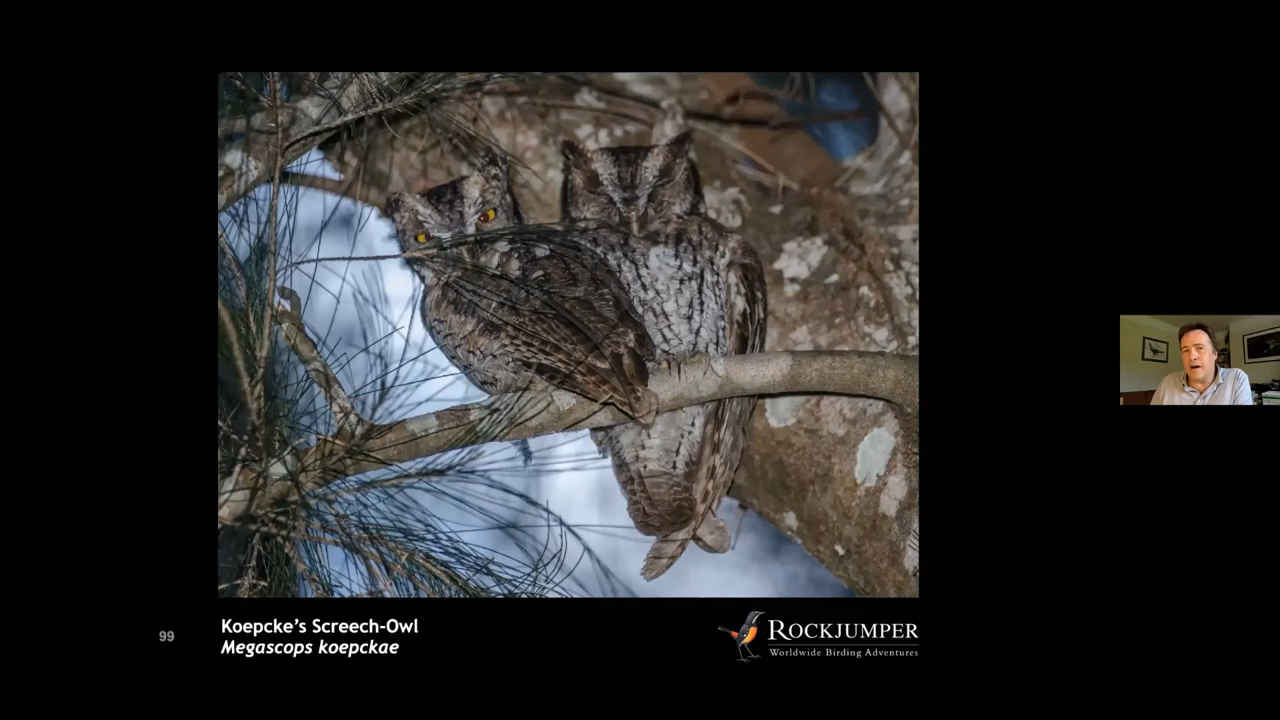 99
Koepcke's Screech-Owl
Megascops koepckae
ROCKJUMPER
Worldwide Birding Adventures